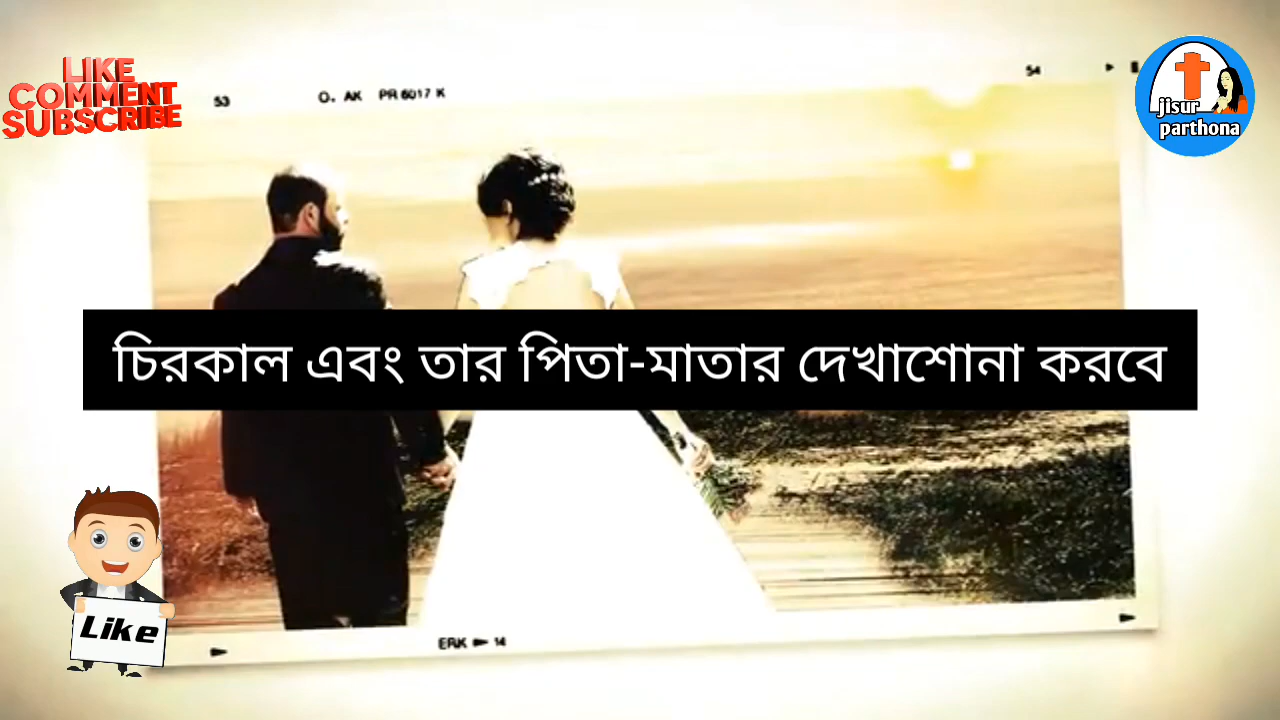 LIKE
COMMENT
SUBSCRIBE
53
O. AK PR 6017 K
54
jisur
parthona
চিরকাল এবং তার পিতা-মাতার দেখাশোনা করবে
Like
ERK 14